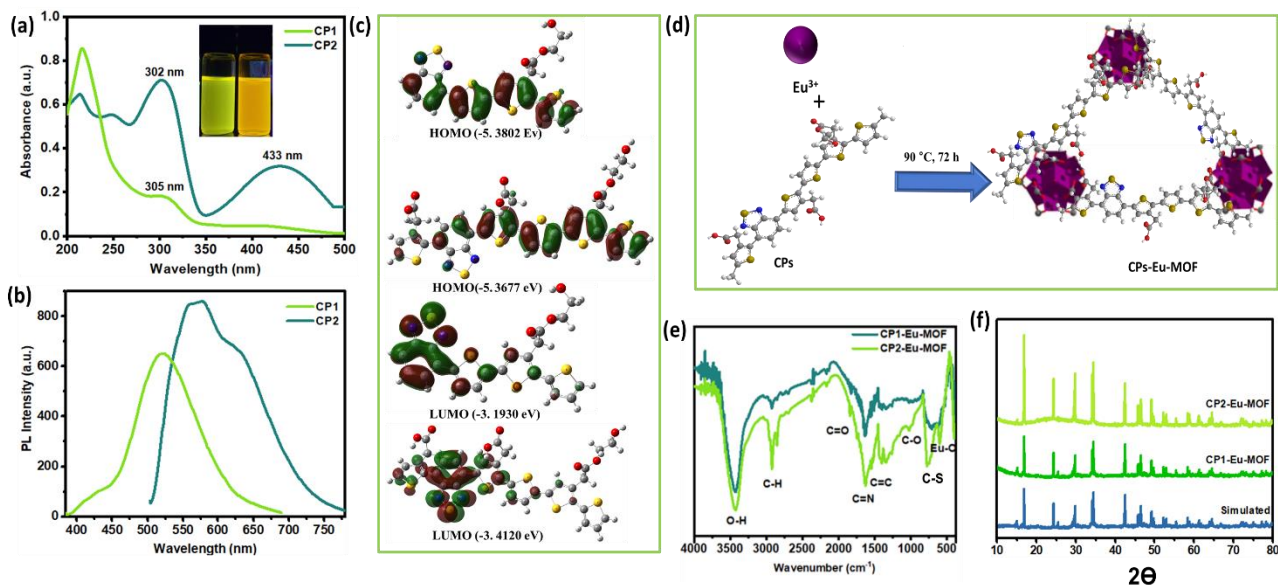 (a)
CP1
CP2
302 nm
433 nm
305 nm
1.0
0.8
0.6
0.4
0.2
0.0
Absorbance (a.u.)
200 250 300 350 400 450 500
Wavelength (nm)
(b)
CP1
CP2
800
600
400
200
0
PL Intensity (a.u.)
400 450 500 550 600 650 700 750
Wavelength (nm)
(c)
HOMO (-5. 3802 Ev)
HOMO(-5. 3677 eV)
LUMO (-3. 1930 eV)
LUMO (-3. 4120 eV)
(d)
Eu3+
+
90 °C, 72 h
CPs
CPs-Eu-MOF
(e)
CP1-Eu-MOF
CP2-Eu-MOF
C=O
C-O
Eu-O
C-H
C=C
C-S
C=N
O-H
4000 3500 3000 2500 2000 1500 1000 500
Wavenumber (cm-1)
(f)
CP2-Eu-MOF
CP1-Eu-MOF
Simulated
10 20 30 40 50 60 70 80
2Θ